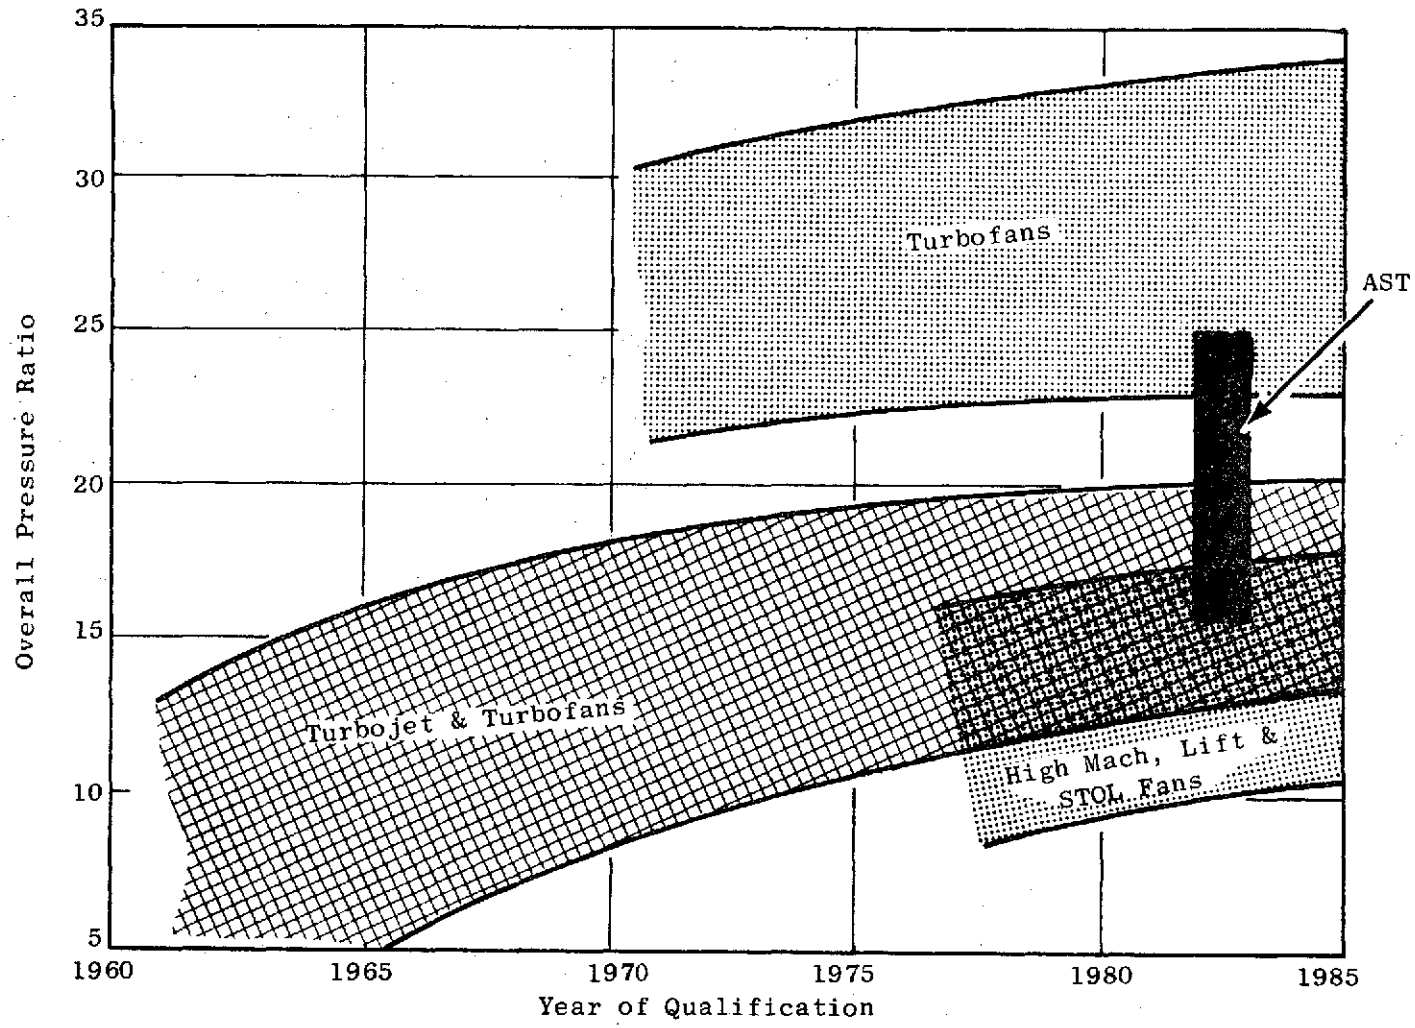 35
30
25
20
15
10
5
Overall Pressure Ratio
Turbofans
AST
Turbojet & Turbofans
High Mach, Lift &
STOL Fans
1960 1965 1970 1975 1980 1985
Year of Qualification